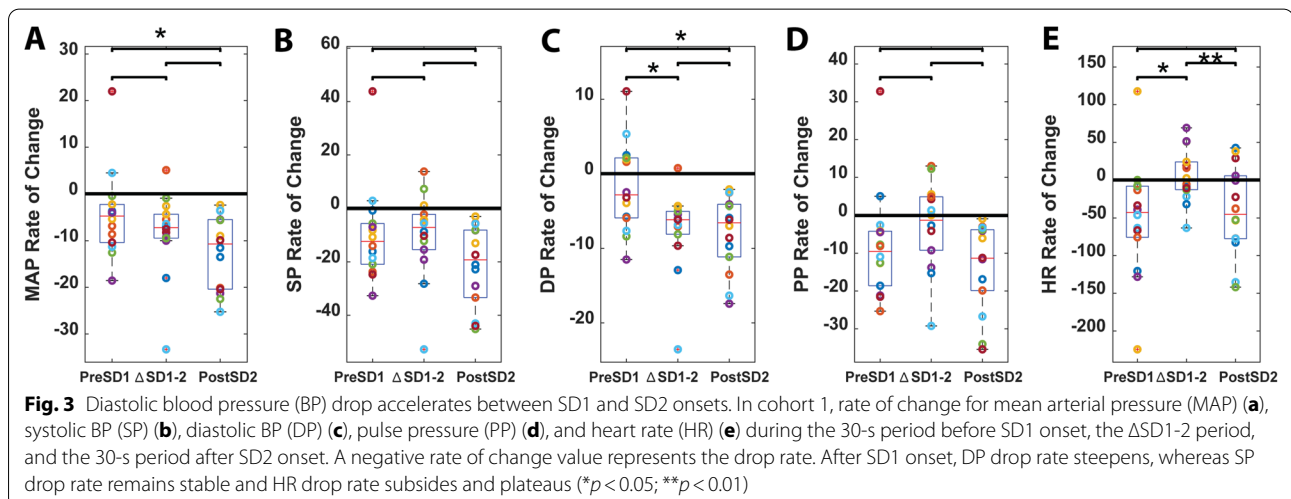 A
B
C
D
E
*
*
*
*
**
MAP Rate of Change
30
20
10
0
-10
-20
-30
SP Rate of Change
60
40
20
0
-20
-40
DP Rate of Change
10
0
-10
-20
PP Rate of Change
40
30
20
10
0
-10
-20
-30
HR Rate of Change
150
100
50
0
-50
-100
-150
-200
PreSD1 ΔSD1-2 PostSD2
PreSD1 ΔSD1-2 PostSD2
PreSD1 ΔSD1-2 PostSD2
PreSD1 ΔSD1-2 PostSD2
PreSD1 ΔSD1-2 PostSD2
Fig. 3 Diastolic blood pressure (BP) drop accelerates between SD1 and SD2 onsets. In cohort 1, rate of change for mean arterial pressure (MAP) (a),
systolic BP (SP) (b), diastolic BP (DP) (c), pulse pressure (PP) (d), and heart rate (HR) (e) during the 30-s period before SD1 onset, the ΔSD1-2 period,
and the 30-s period after SD2 onset. A negative rate of change value represents the drop rate. After SD1 onset, DP drop rate steepens, whereas SP
drop rate remains stable and HR drop rate subsides and plateaus (*p < 0.05; **p < 0.01)